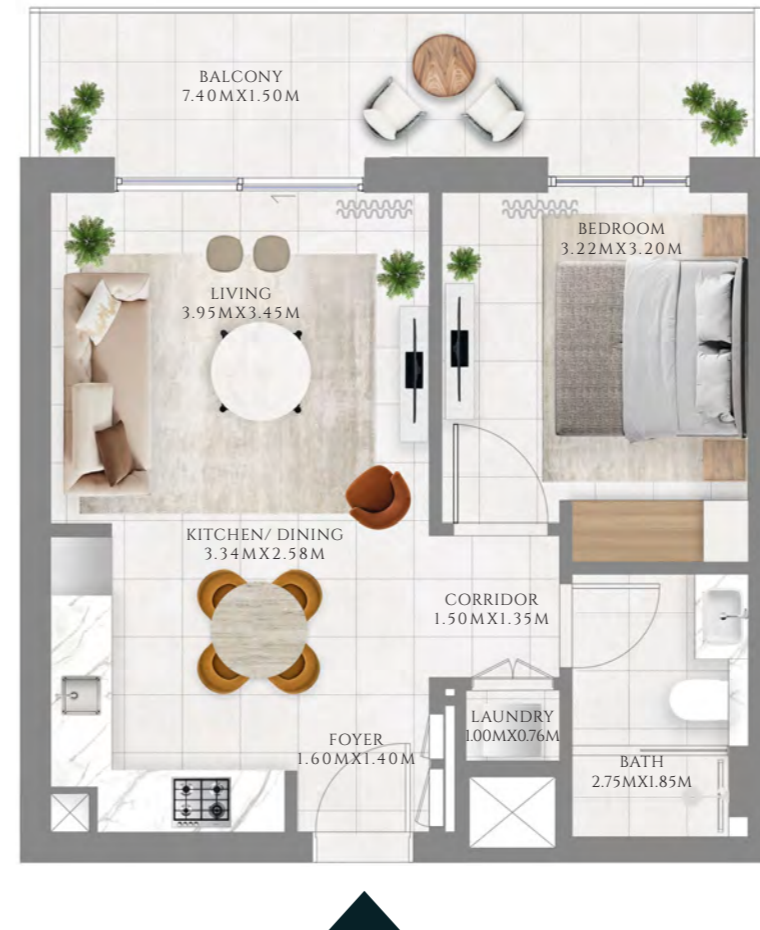 BALCONY
7.40MX1.50M
BEDROOM
3.22MX3.20M
LIVING
3.95MX3.45M
KITCHEN/ DINING
3.34MX2.58M
CORRIDOR
1.50MX1.35M
LAUNDRY
1.00MX0.76M
FOYER
1.60MX1.40M
BATH
2.75MX1.85M